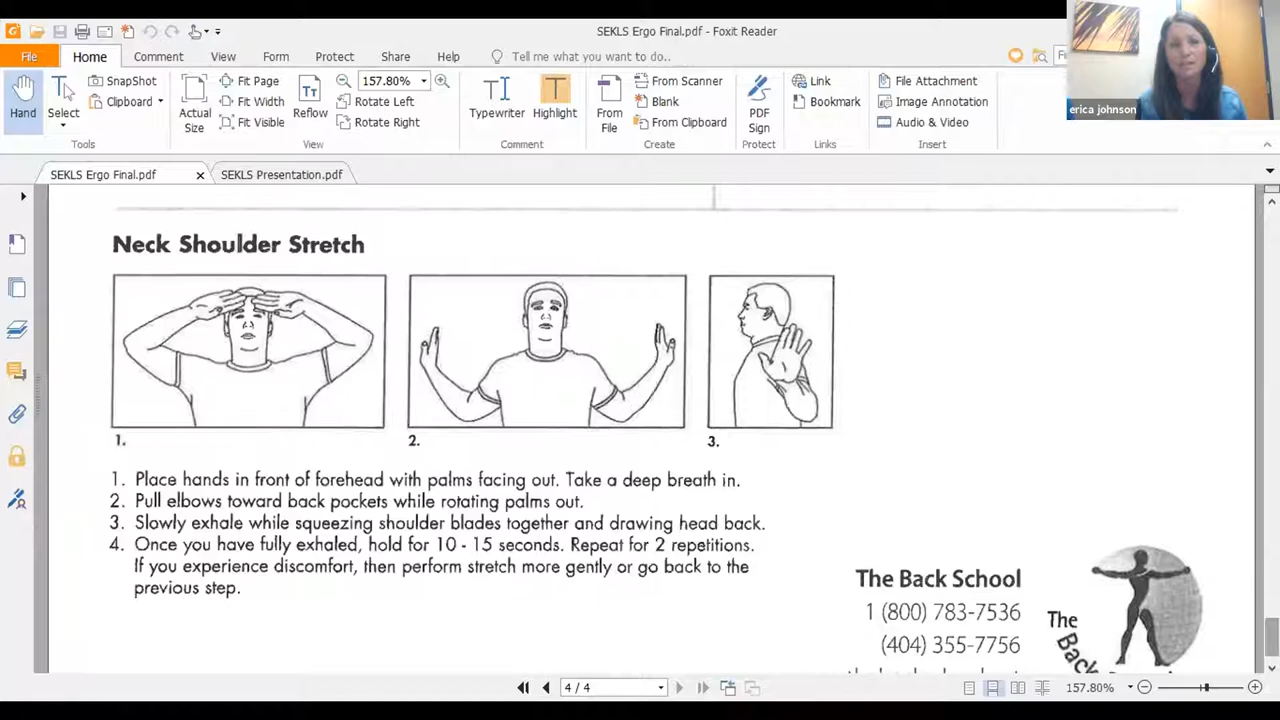 SEKLS Ergo Final.pdf - Foxit Reader
File Home Comment View Form Protect Share Help Tell me what you want to do..
Hand
Select
SnapShot
Clipboard
Tools
Actual Size
Fit Page
Fit Width
Fit Visible
Reflow
157.80%
Rotate Left
Rotate Right
View
Typewriter
Highlight
Comment
From File
From Scanner
Blank
From Clipboard
Create
PDF Sign
Protect
Link
Bookmark
Links
File Attachment
Image Annotation
Audio & Video
Insert
erica johnson
SEKLS Ergo Final.pdf
SEKLS Presentation.pdf
Neck Shoulder Stretch
1. 2. 3.
1. Place hands in front of forehead with palms facing out. Take a deep breath in.
2. Pull elbows toward back pockets while rotating palms out.
3. Slowly exhale while squeezing shoulder blades together and drawing head back.
4. Once you have fully exhaled, hold for 10 - 15 seconds. Repeat for 2 repetitions.
If you experience discomfort, then perform stretch more gently or go back to the
previous step.
The Back School
1 (800) 783-7536
(404) 355-7756
The
Back
4 / 4
157.80%